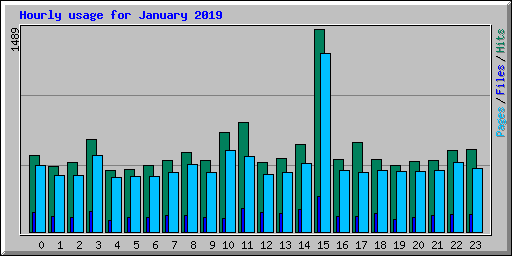 Hourly usage for January 2019
1489
Pages / Files / Hits
0 1 2 3 4 5 6 7 8 9 10 11 12 13 14 15 16 17 18 19 20 21 22 23